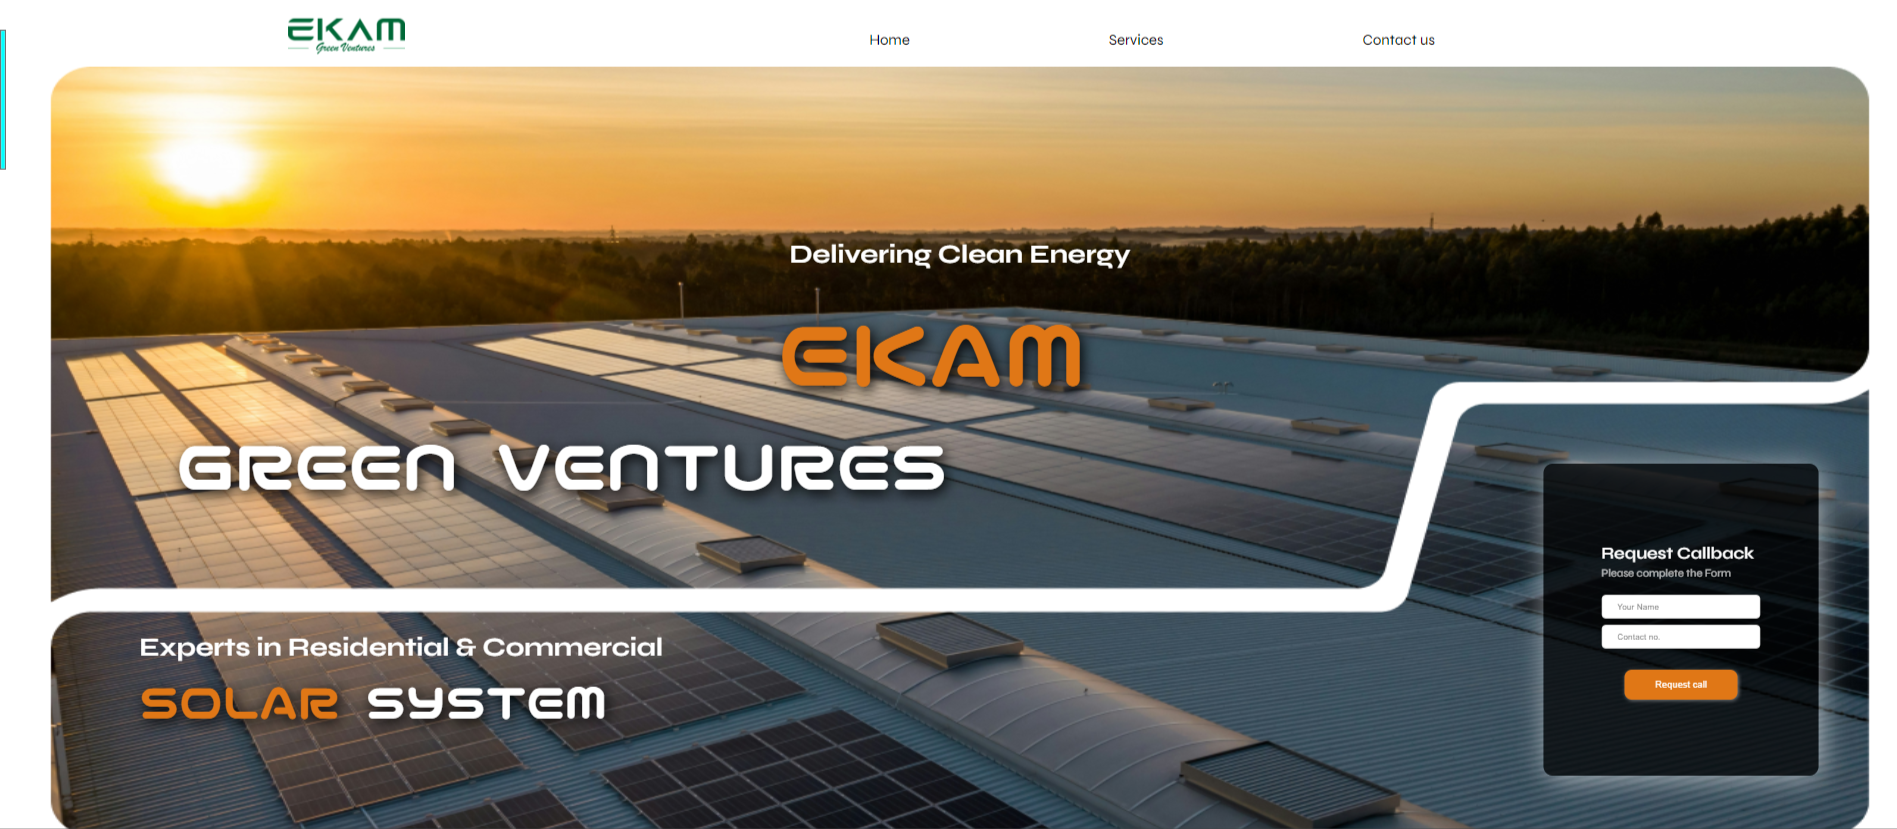 EKAM
Green Ventures
Home
Services
Contact us
Delivering Clean Energy
EKAM
GREEN VENTURES
Experts in Residential & Commercial
SOLAR SYSTEM
Request Callback
Please complete the Form
Your Name
Contact no.
Request call